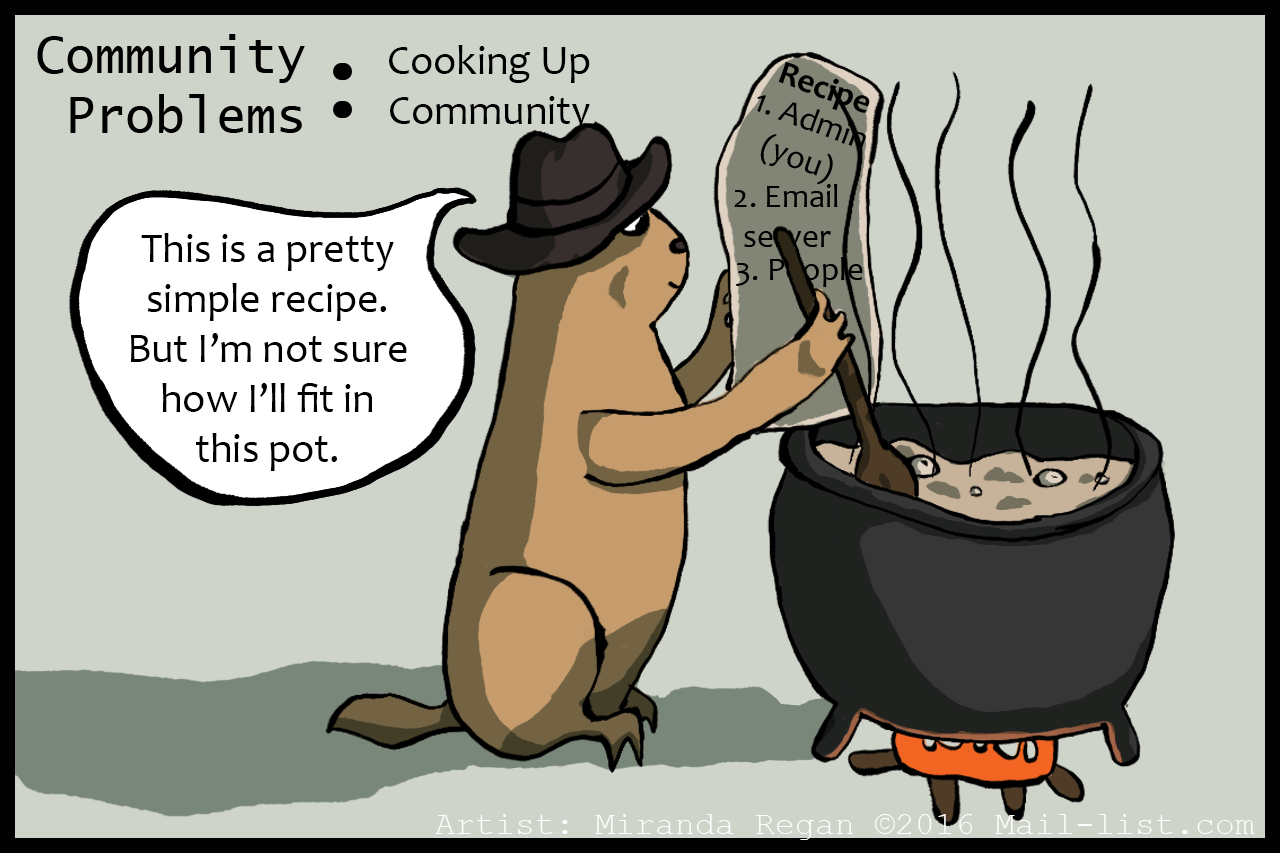 Community
Problems
:
Cooking Up
Community
This is a pretty
simple recipe.
But I'm not sure
how I'll fit in
this pot.
Recipe
1. Admin
(you)
2. Email
server
3. People
Artist: Miranda Regan ©2016 Mail-list.com